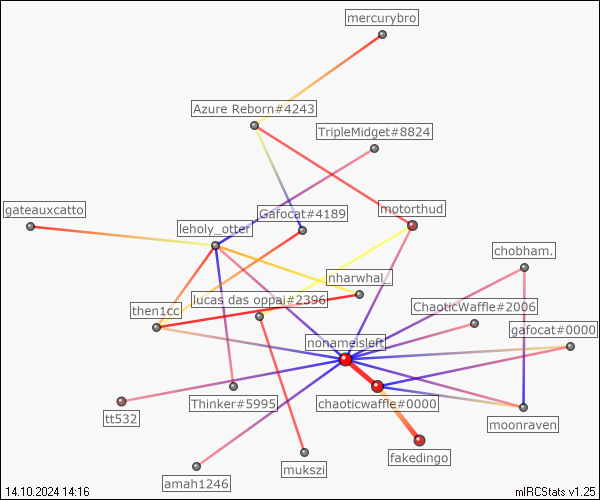 mercurybro
Azure Reborn#4243
TripleMidget#8824
gateauxcatto
Gafocat#4189
motorthud
leholy_otter
chobham.
nharwhal_
lucas das oppai#2396
ChaoticWaffle#2006
then1cc
gafocat#0000
nonameisleft
Thinker#5995
chaoticwaffle#0000
tt532
moonraven
fakedingo
mukszi
amah1246
14.10.2024 14:16
mIRCStats v1.25